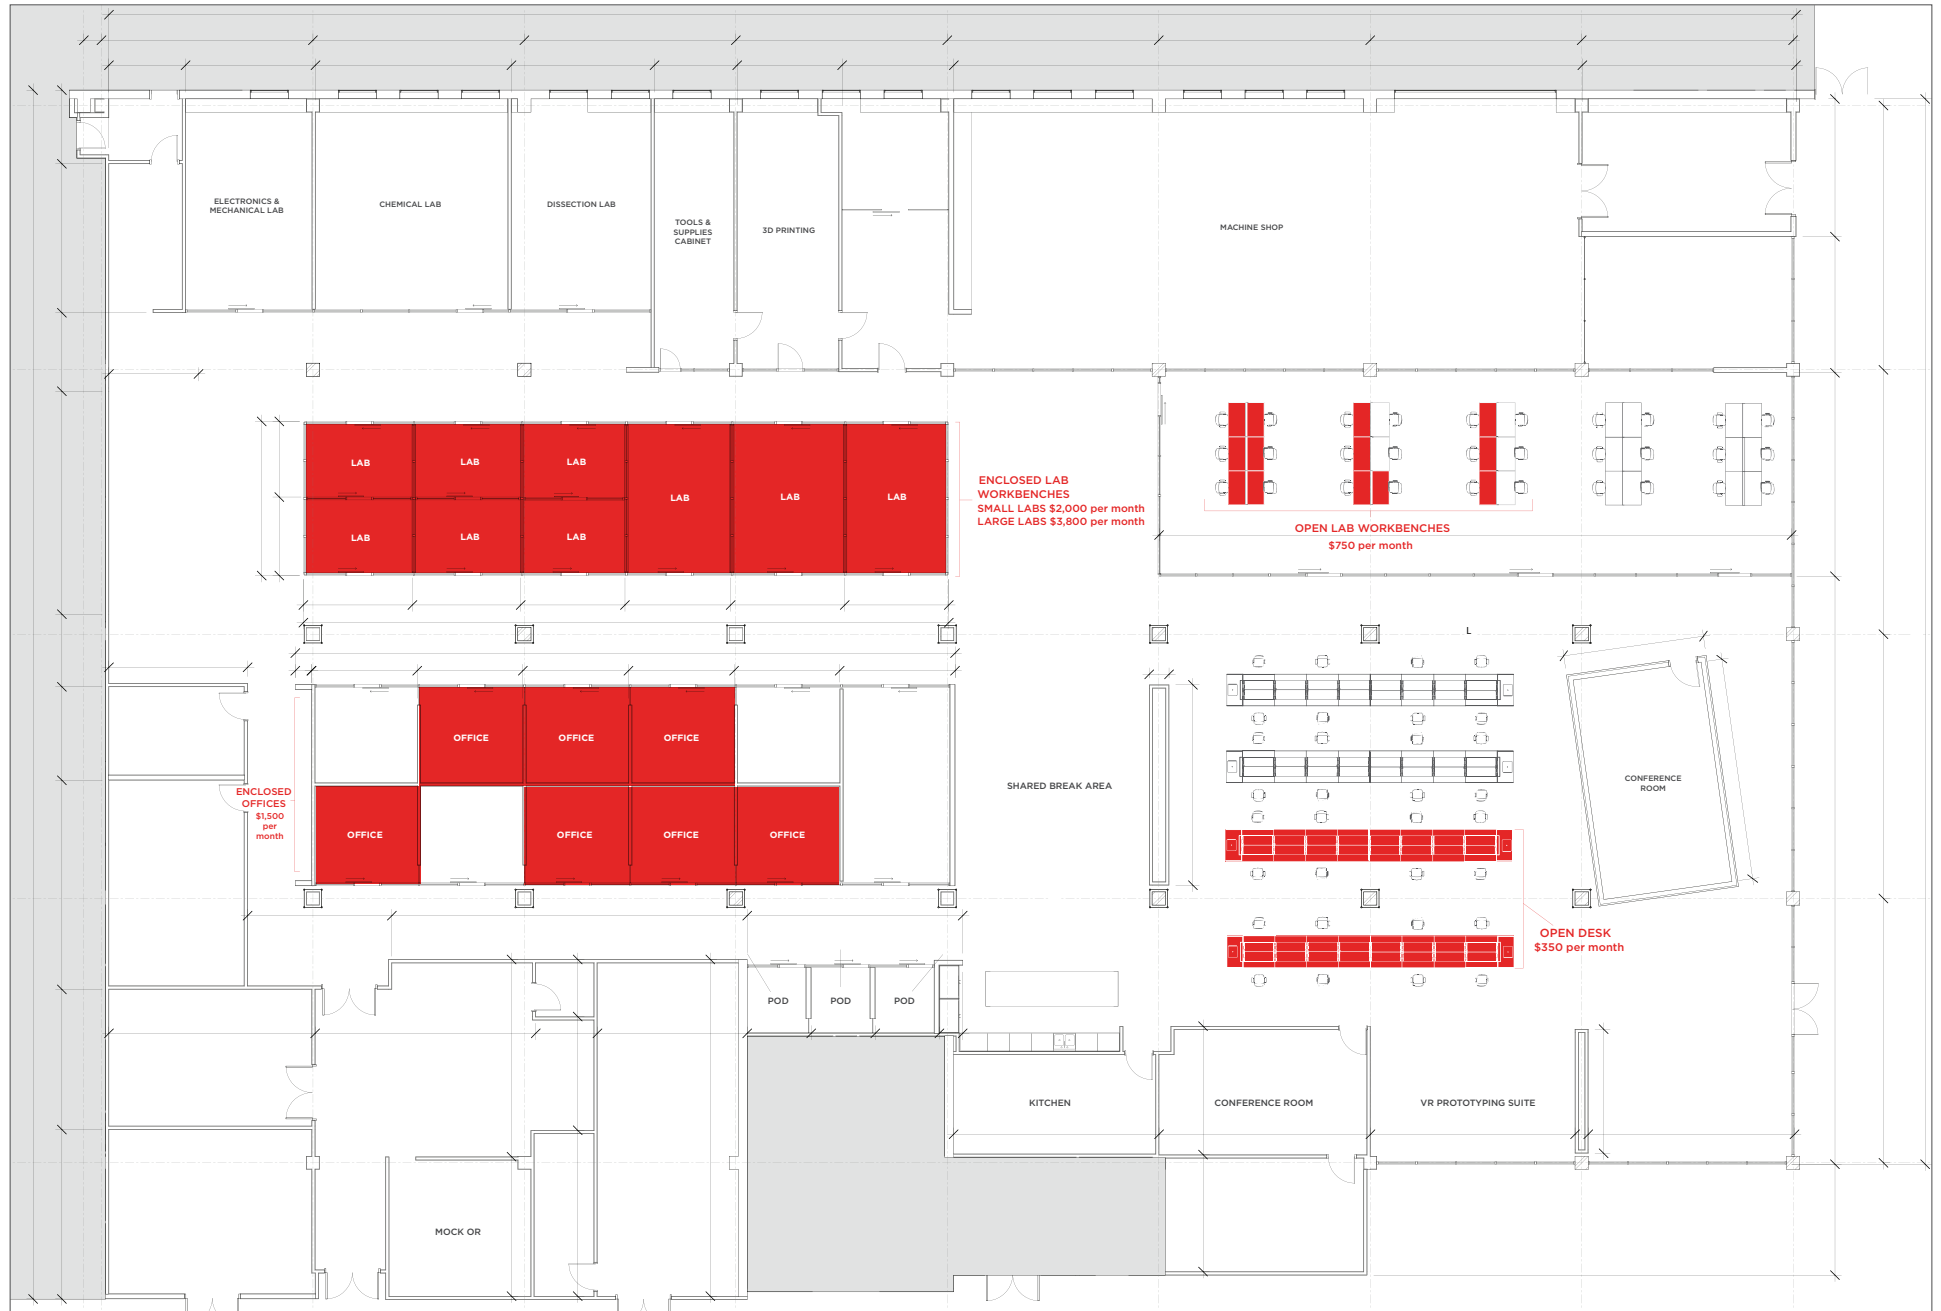 ELECTRONICS &
MECHANICAL LAB
CHEMICAL LAB
DISSECTION LAB
TOOLS &
SUPPLIES
CABINET
3D PRINTING
MACHINE SHOP
LAB
LAB
LAB
LAB
LAB
LAB
LAB
LAB
LAB
ENCLOSED LAB
WORKBENCHES
SMALL LABS $2,000 per month
LARGE LABS $3,800 per month
OPEN LAB WORKBENCHES
$750 per month
L
OFFICE
OFFICE
OFFICE
ENCLOSED
OFFICES
$1,500
per
month
OFFICE
OFFICE
OFFICE
OFFICE
SHARED BREAK AREA
CONFERENCE
ROOM
OPEN DESK
$350 per month
POD
POD
POD
KITCHEN
CONFERENCE ROOM
VR PROTOTYPING SUITE
MOCK OR